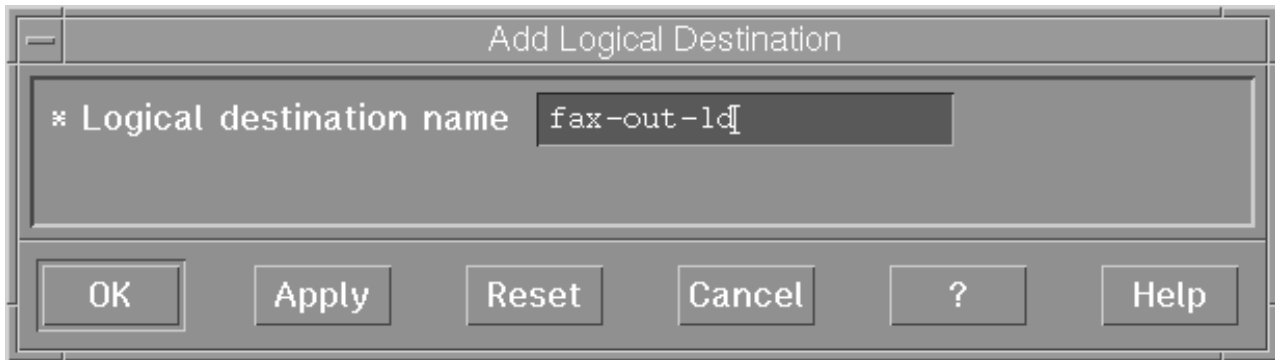 Add Logical Destination
* Logical destination name fax-out-ld
OK Apply Reset Cancel ? Help